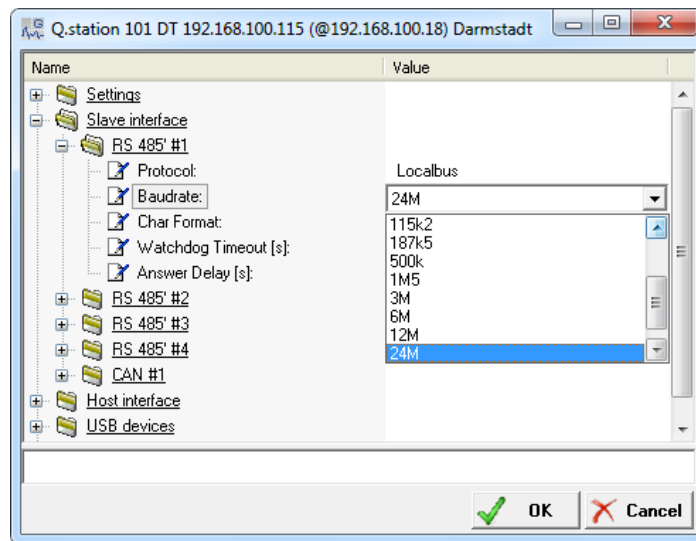 Q.station 101 DT 192.168.100.115 (@192.168.100.18) Darmstadt
Name Value
Settings
Slave interface
RS 485' #1
Protocol: Localbus
Baudrate: 24M
Char Format: 115k2
187k5
Watchdog Timeout [s]: 500k
1M5
Answer Delay [s]: 3M
RS 485' #2 6M
12M
RS 485' #3 24M
RS 485' #4
CAN #1
Host interface
USB devices
OK Cancel